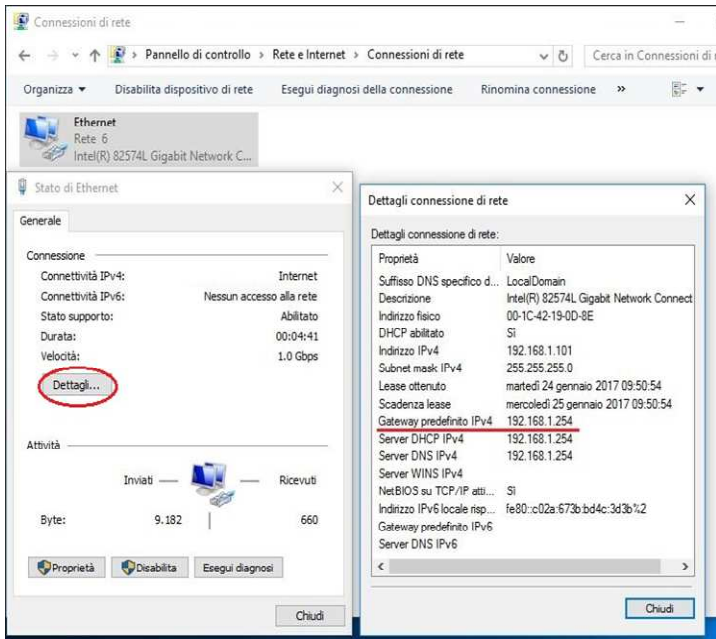 Connessioni di rete
Pannello di controllo > Rete e Internet > Connessioni di rete
Cerca in Connessioni di
Organizza Disabilita dispositivo di rete Esegui diagnosi della connessione Rinomina connessione »
Ethernet
Rete 6
Intel(R) 82574L Gigabit Network C...
Stato di Ethernet
Generale
Connessione
Connettività IPv4: Internet
Connettività IPv6: Nessun accesso alla rete
Stato supporto: Abilitato
Durata: 00:04:41
Velocità: 1.0 Gbps
Dettagli...
Attività
Inviati — — Ricevuti
Byte: 9.182 | 660
Proprietà Disabilita Esegui diagnosi
Chiudi
Dettagli connessione di rete
Dettagli connessione di rete:
Proprietà Valore
Suffisso DNS specifico d... LocalDomain
Descrizione Intel(R) 82574L Gigabit Network Connect
Indirizzo fisico 00-1C-42-19-0D-8E
DHCP abilitato Sì
Indirizzo IPv4 192.168.1.101
Subnet mask IPv4 255.255.255.0
Lease ottenuto martedì 24 gennaio 2017 09:50:54
Scadenza lease mercoledì 25 gennaio 2017 09:50:54
Gateway predefinito IPv4 192.168.1.254
Server DHCP IPv4 192.168.1.254
Server DNS IPv4 192.168.1.254
Server WINS IPv4
NetBIOS su TCP/IP atti... Sì
Indirizzo IPv6 locale risp... fe80::c02a:673b:bd4c:3d3b%2
Gateway predefinito IPv6
Server DNS IPv6
Chiudi